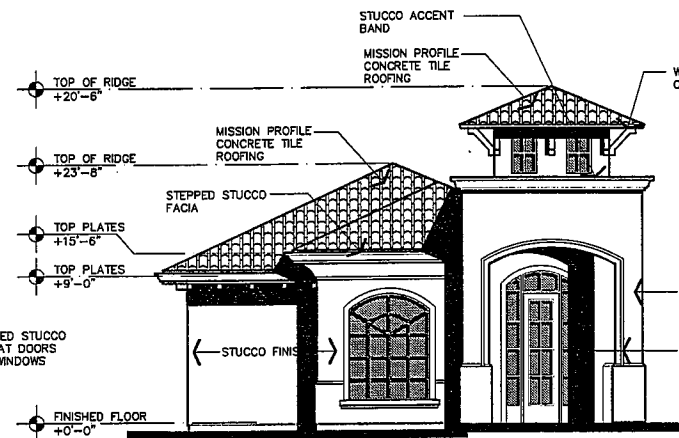 STUCCO ACCENT
BAND
MISSION PROFILE
CONCRETE TILE
ROOFING
TOP OF RIDGE
+20'-6"
W
MISSION PROFILE
CONCRETE TILE
ROOFING
TOP OF RIDGE
+23'-8"
STEPPED STUCCO
FACIA
TOP PLATES
+15'-6"
TOP PLATES
+9'-0"
ED STUCCO
AT DOORS
WINDOWS
STUCCO FINIS
FINISHED FLOOR
+0'-0"